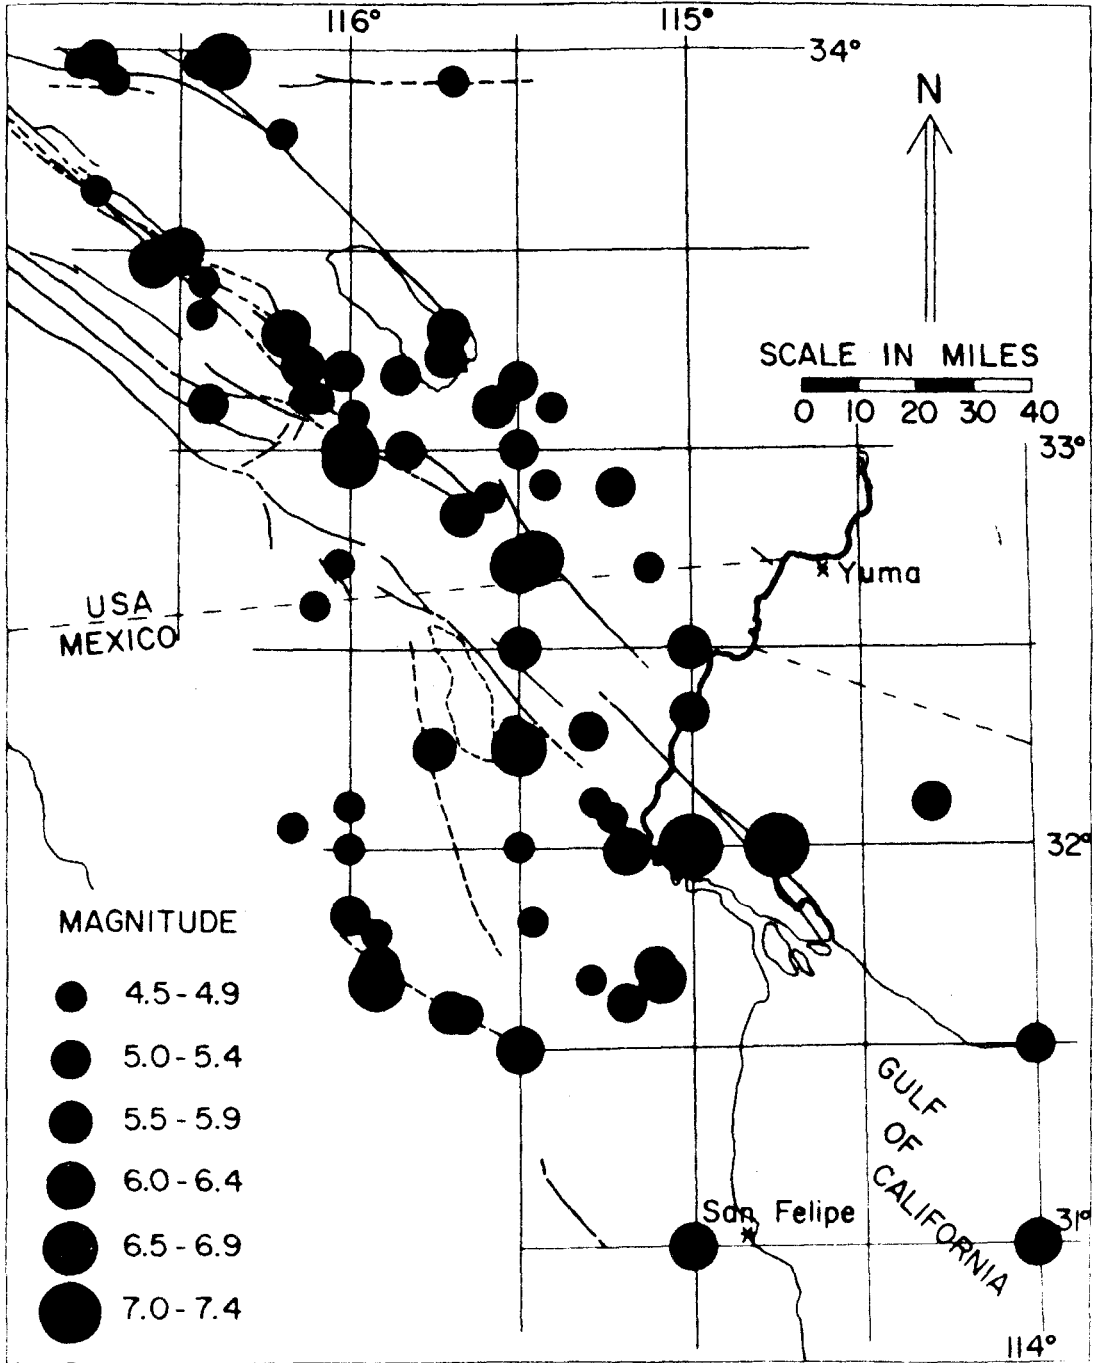 116° 115°
34°
N
SCALE IN MILES
0 10 20 30 40
33°
Yuma
USA
MEXICO
32°
MAGNITUDE
4.5 - 4.9
5.0 - 5.4
5.5 - 5.9
6.0 - 6.4
6.5 - 6.9
7.0 - 7.4
GULF
OF
CALIFORNIA
San Felipe
31°
114°